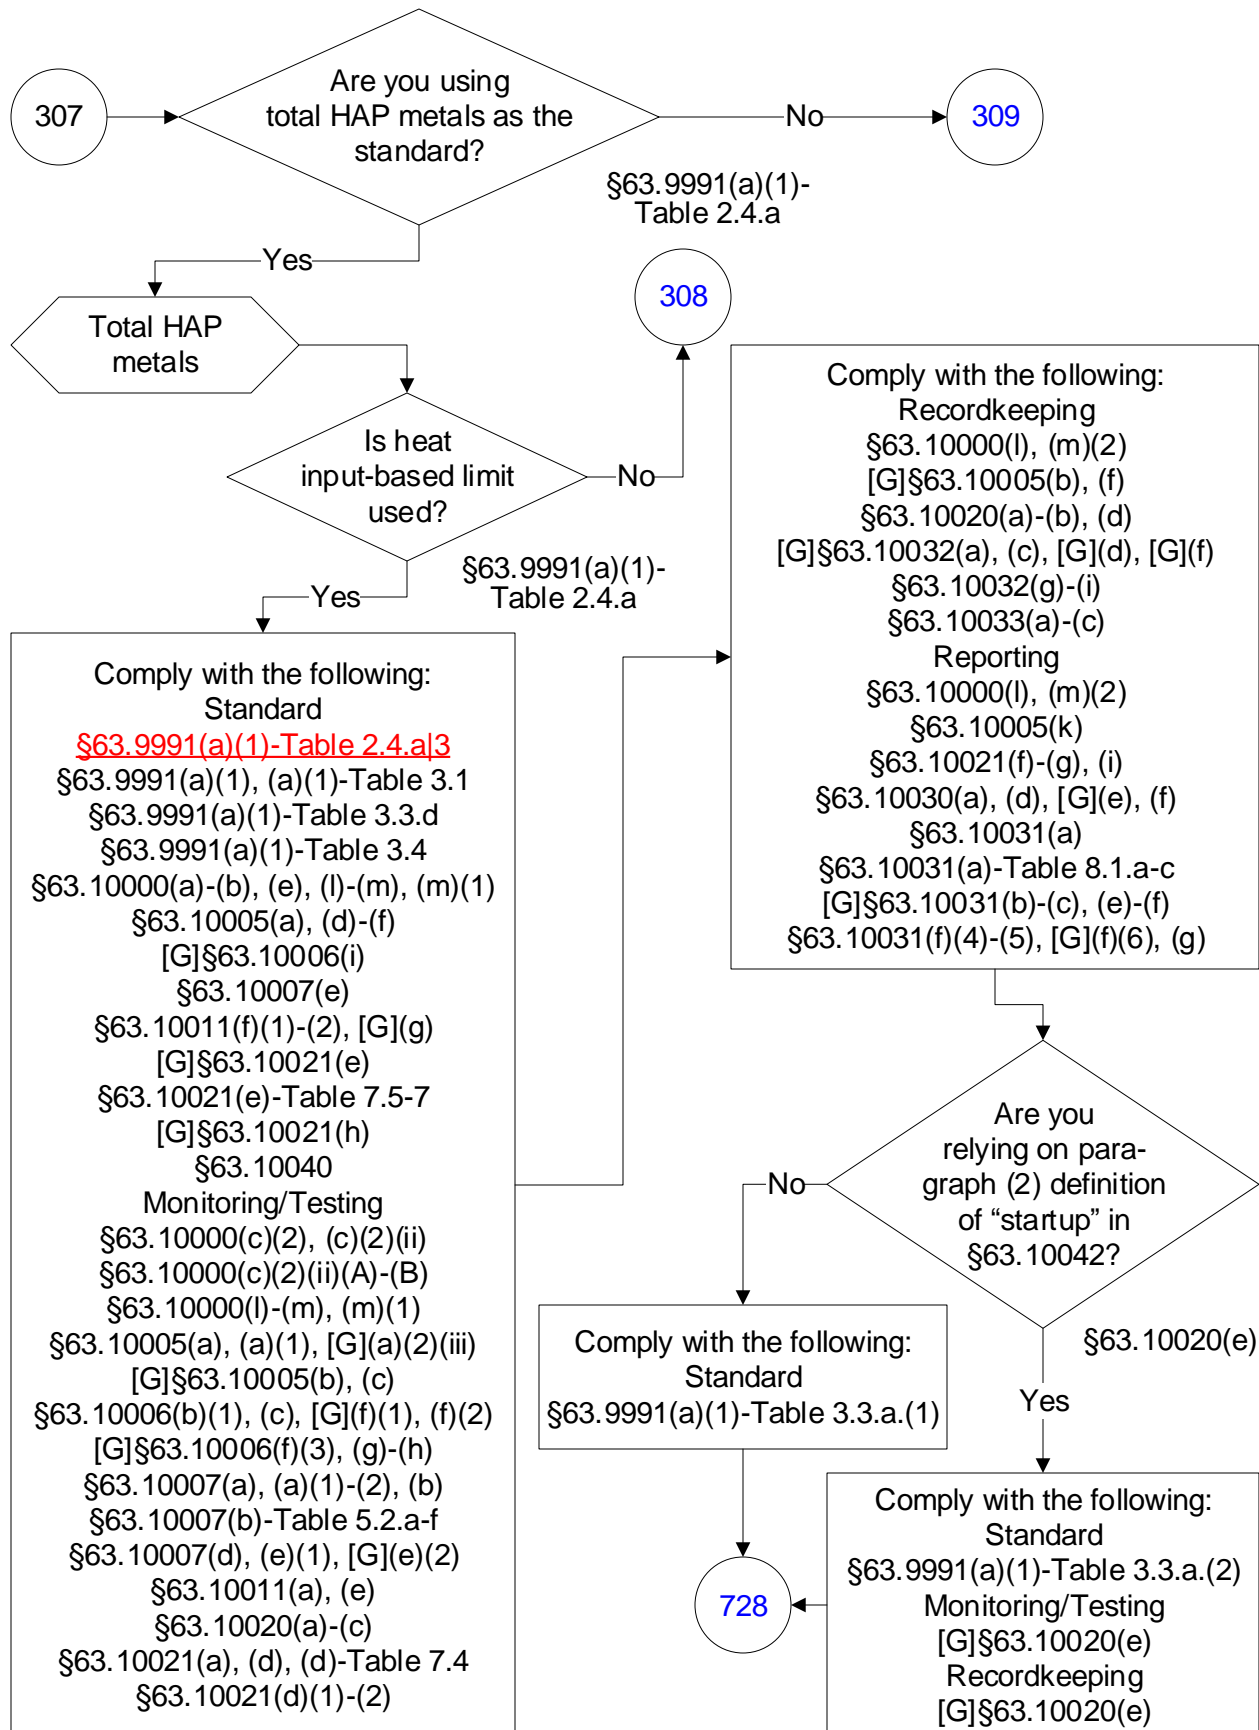 307
Are you using
total HAP metals as the
standard?
No
309
§63.9991(a)(1)-
Table 2.4.a
Yes
308
Total HAP
metals
Is heat
input-based limit
used?
No
§63.9991(a)(1)-
Table 2.4.a
Yes
Comply with the following:
Standard
§63.9991(a)(1)-Table 2.4.a|3
§63.9991(a)(1), (a)(1)-Table 3.1
§63.9991(a)(1)-Table 3.3.d
§63.9991(a)(1)-Table 3.4
§63.10000(a)-(b), (e), (l)-(m), (m)(1)
§63.10005(a), (d)-(f)
[G]§63.10006(i)
§63.10007(e)
§63.10011(f)(1)-(2), [G](g)
[G]§63.10021(e)
§63.10021(e)-Table 7.5-7
[G]§63.10021(h)
§63.10040
Monitoring/Testing
§63.10000(c)(2), (c)(2)(ii)
§63.10000(c)(2)(ii)(A)-(B)
§63.10000(l)-(m), (m)(1)
§63.10005(a), (a)(1), [G](a)(2)(iii)
[G]§63.10005(b), (c)
§63.10006(b)(1), (c), [G](f)(1), (f)(2)
[G]§63.10006(f)(3), (g)-(h)
§63.10007(a), (a)(1)-(2), (b)
§63.10007(b)-Table 5.2.a-f
§63.10007(d), (e)(1), [G](e)(2)
§63.10011(a), (e)
§63.10020(a)-(c)
§63.10021(a), (d), (d)-Table 7.4
§63.10021(d)(1)-(2)
Comply with the following:
Recordkeeping
§63.10000(l), (m)(2)
[G]§63.10005(b), (f)
§63.10020(a)-(b), (d)
[G]§63.10032(a), (c), [G](d), [G](f)
§63.10032(g)-(i)
§63.10033(a)-(c)
Reporting
§63.10000(l), (m)(2)
§63.10005(k)
§63.10021(f)-(g), (i)
§63.10030(a), (d), [G](e), (f)
§63.10031(a)
§63.10031(a)-Table 8.1.a-c
[G]§63.10031(b)-(c), (e)-(f)
§63.10031(f)(4)-(5), [G](f)(6), (g)
Are you
relying on para-
graph (2) definition
of “startup” in
§63.10042?
No
§63.10020(e)
Yes
Comply with the following:
Standard
§63.9991(a)(1)-Table 3.3.a.(1)
Comply with the following:
Standard
§63.9991(a)(1)-Table 3.3.a.(2)
Monitoring/Testing
[G]§63.10020(e)
Recordkeeping
[G]§63.10020(e)
728